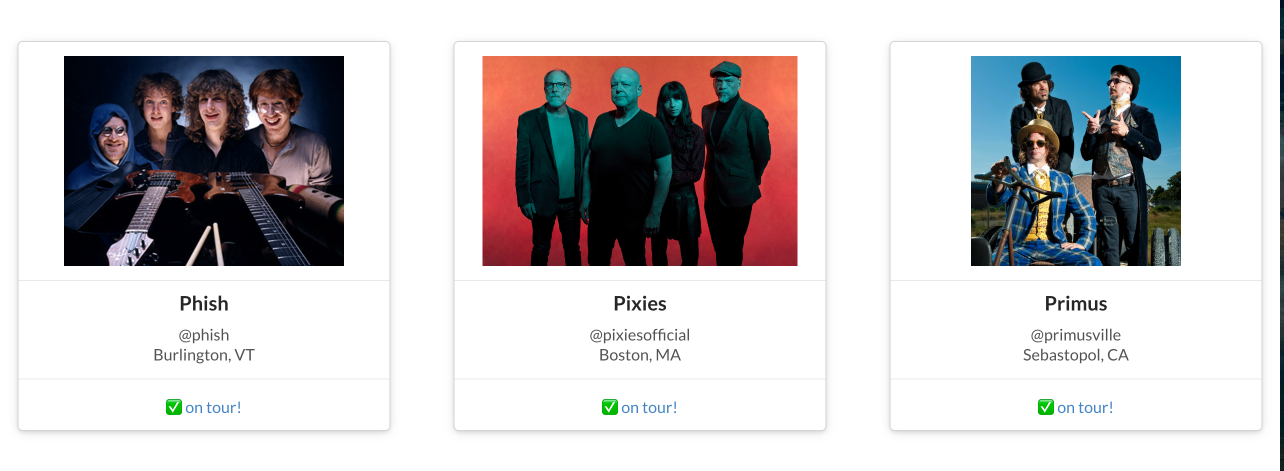 Phish
@phish
Burlington, VT
✅ on tour!
Pixies
@pixiesofficial
Boston, MA
✅ on tour!
Primus
@primusville
Sebastopol, CA
✅ on tour!